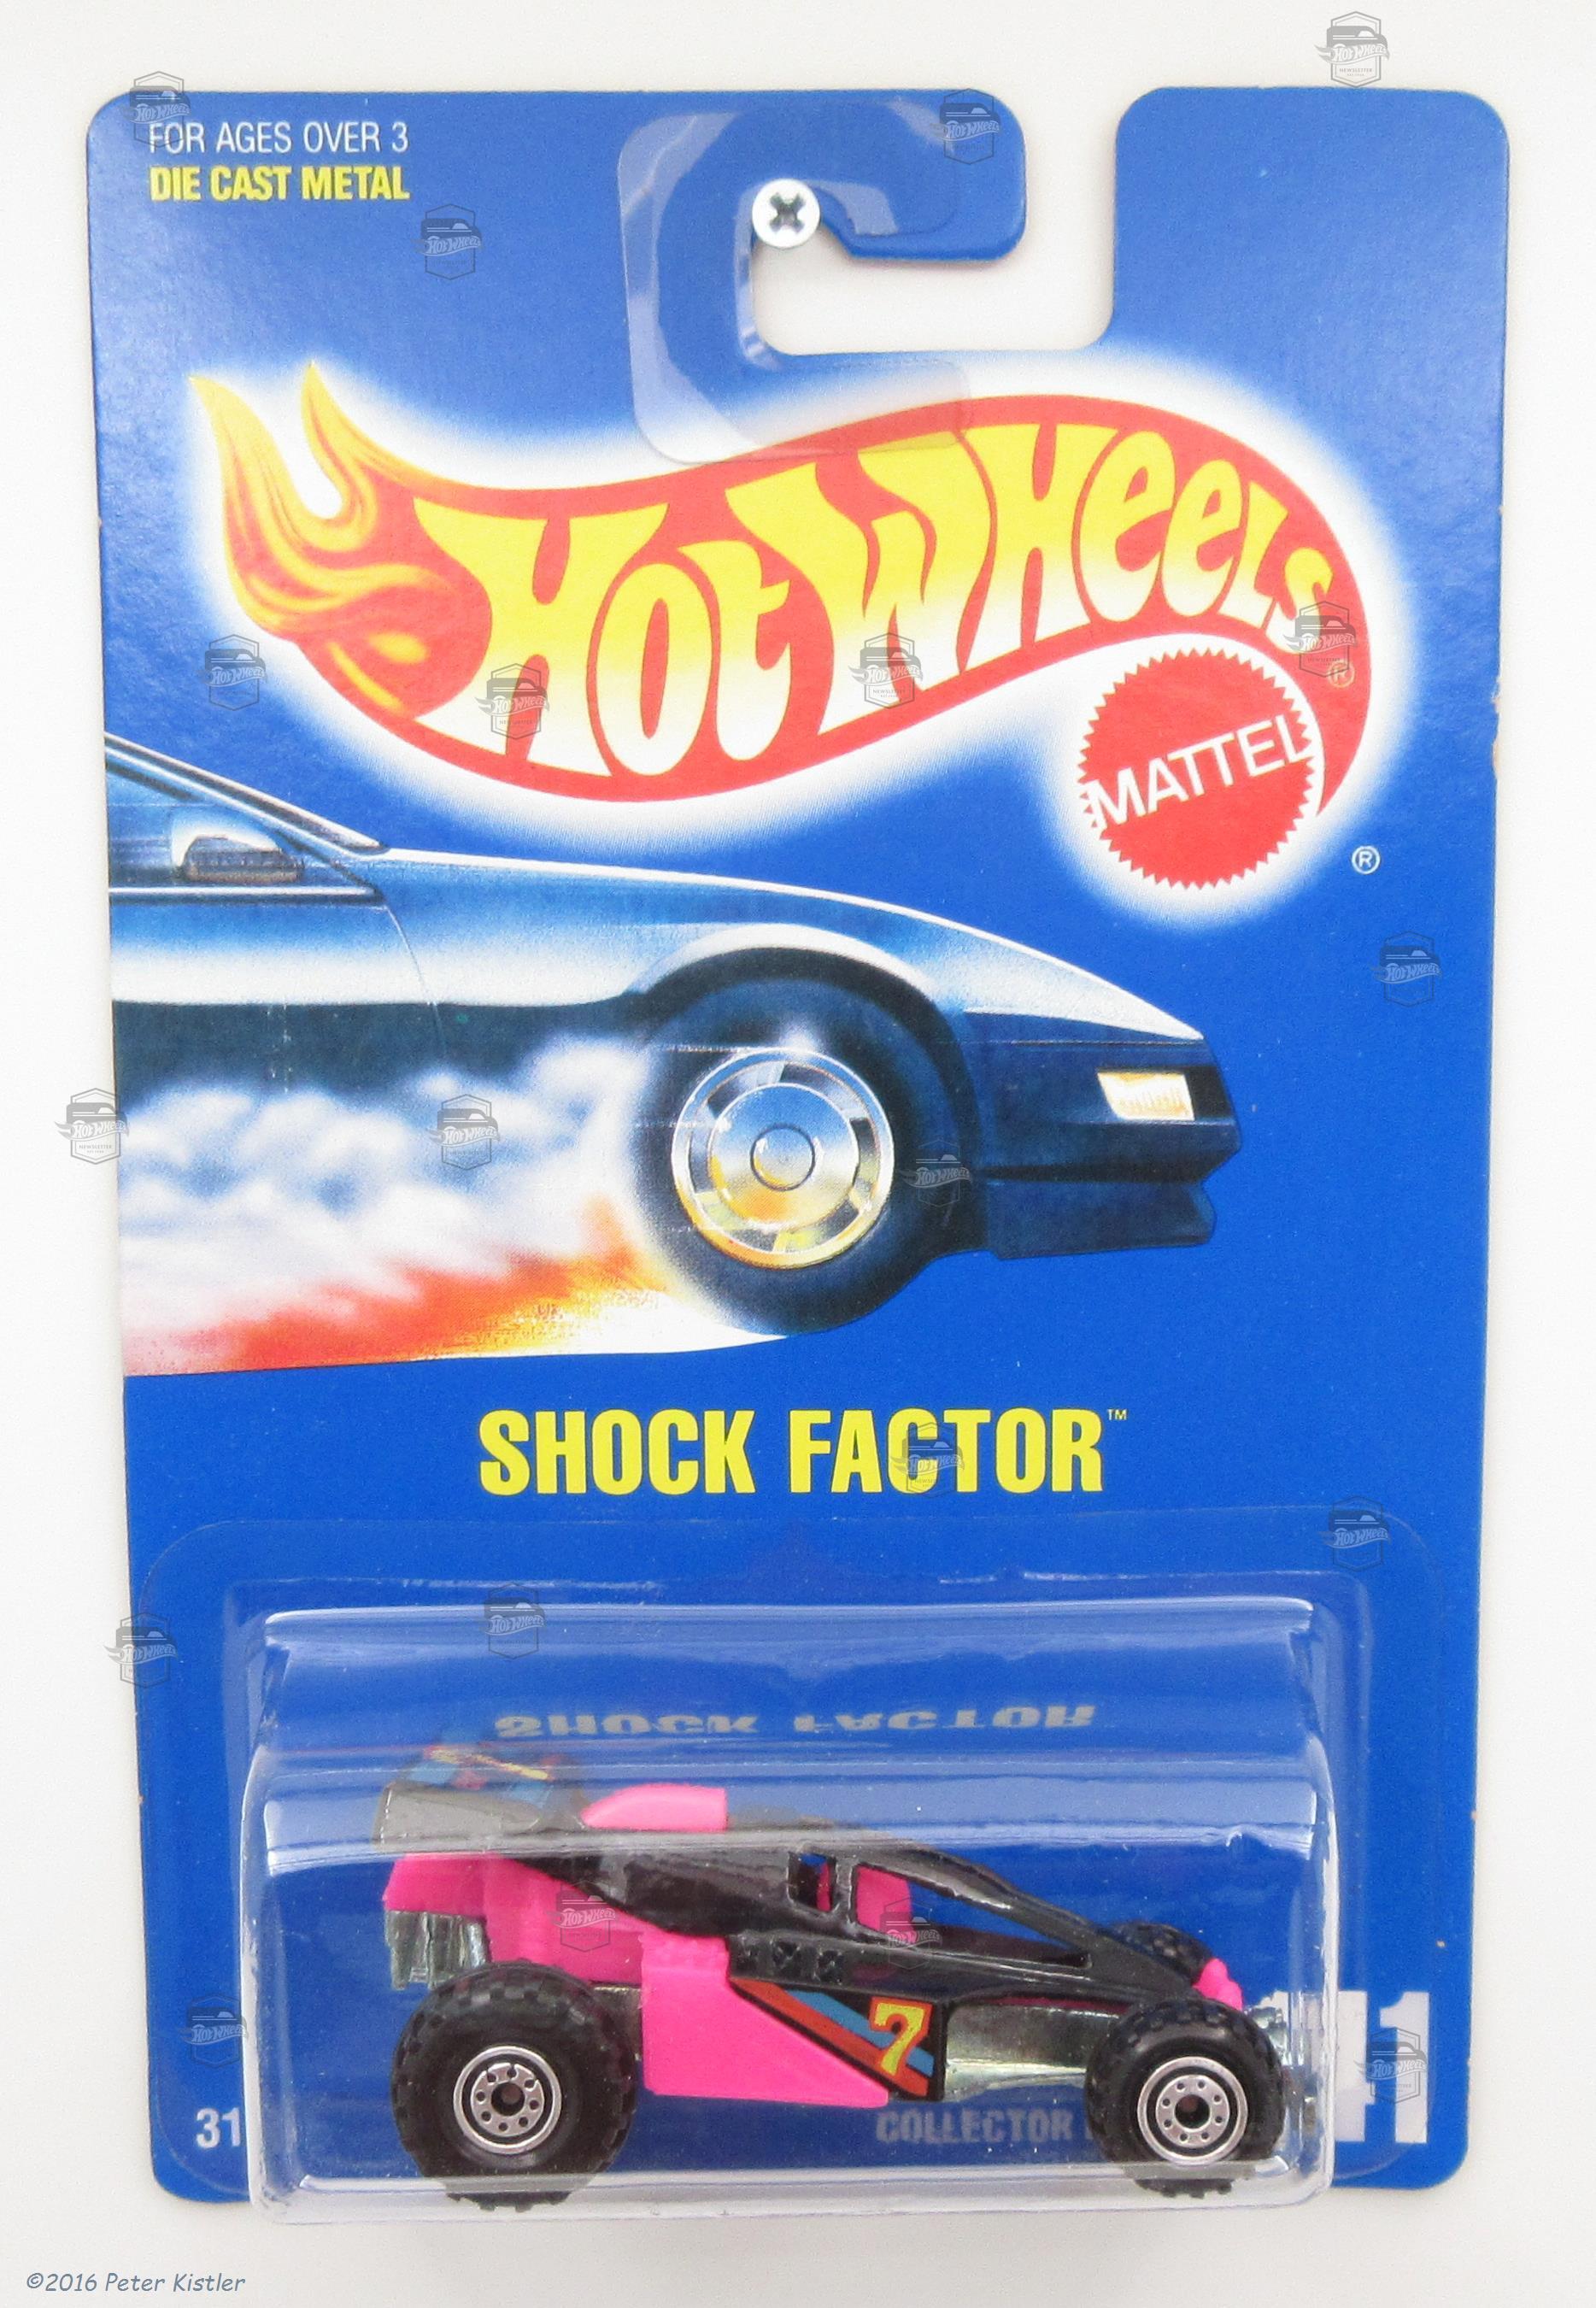 FOR AGES OVER 3
DIE CAST METAL
HOT WHEELS®
MATTEL
®
SHOCK FACTOR™
SHOCK FACTOR
7
31
COLLECTOR
41
©2016 Peter Kistler